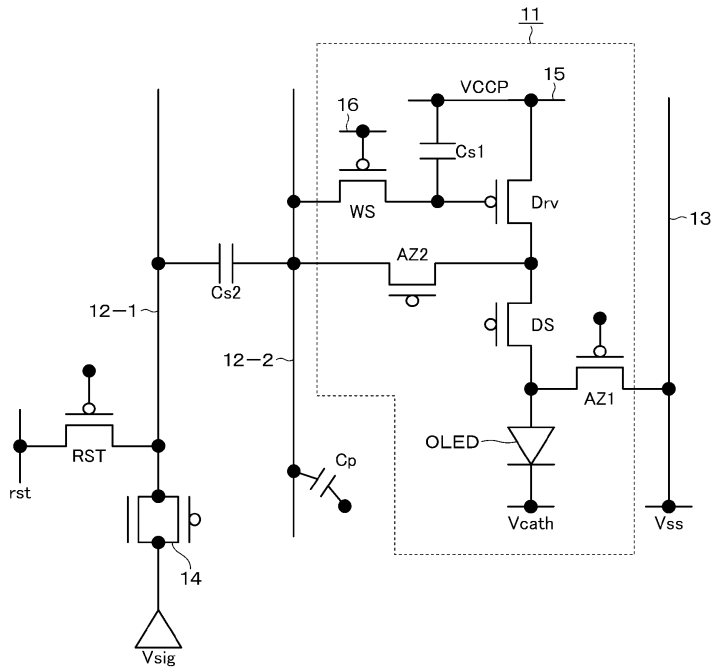 11
VCCP
15
16
Cs1
WS
Drv
13
AZ2
Cs2
12-1
DS
12-2
AZ1
OLED
RST
Cp
rst
Vcath
Vss
14
Vsig